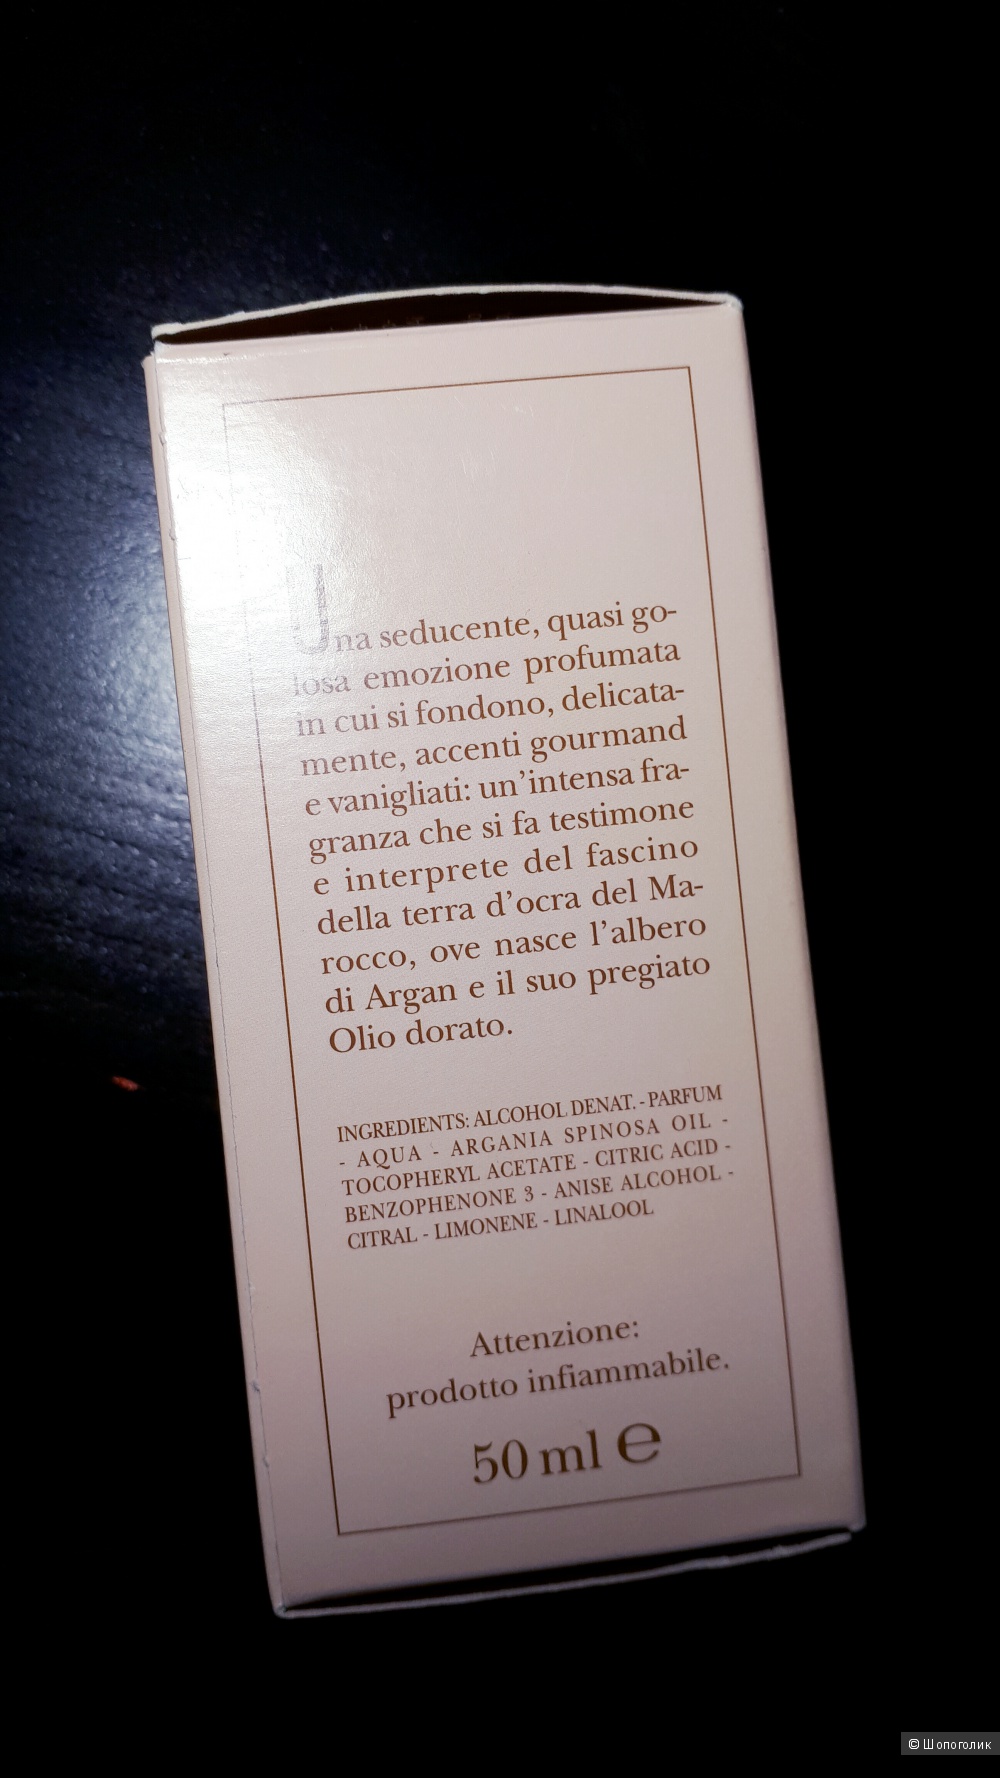 Una seducente, quasi go-
losa emozione profumata
in cui si fondono, delicata-
mente, accenti gourmand
e vanigliati: un'intensa fra-
granza che si fa testimone
e interprete del fascino
della terra d'ocra del Ma-
rocco, ove nasce l'albero
di Argan e il suo pregiato
Olio dorato.
INGREDIENTS: ALCOHOL DENAT. - PARFUM
- AQUA - ARGANIA SPINOSA OIL -
TOCOPHERYL ACETATE - CITRIC ACID -
BENZOPHENONE 3 - ANISE ALCOHOL -
CITRAL - LIMONENE - LINALOOL
Attenzione:
prodotto infiammabile.
50 ml ℮
© Шопоголик